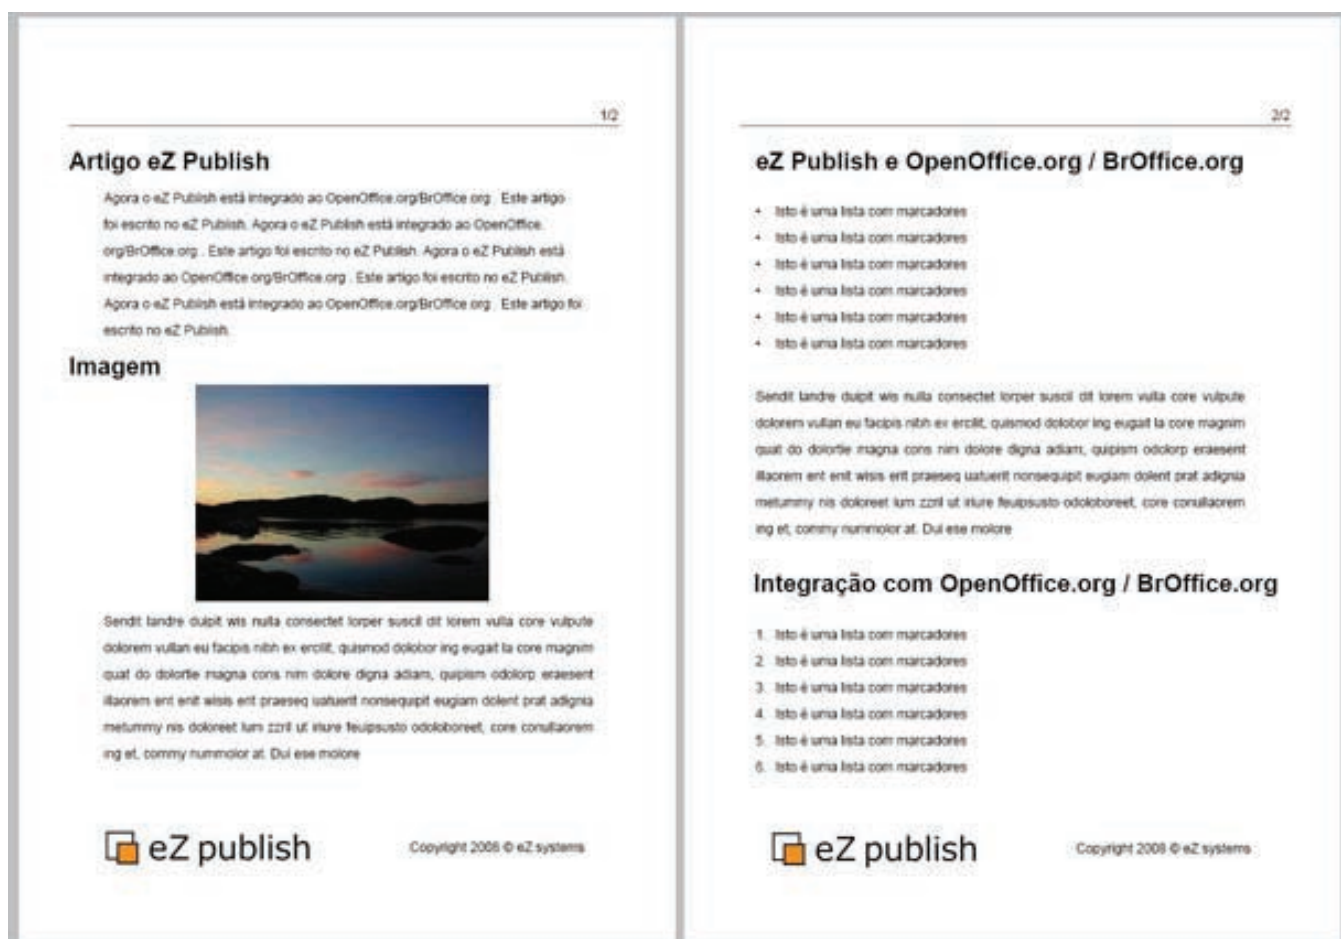 1/2
Artigo eZ Publish
Agora o eZ Publish está integrado ao OpenOffice.org/BrOffice.org . Este artigo
foi escrito no eZ Publish. Agora o eZ Publish está integrado ao OpenOffice.
org/BrOffice.org . Este artigo foi escrito no eZ Publish. Agora o eZ Publish está
integrado ao OpenOffice.org/BrOffice.org . Este artigo foi escrito no eZ Publish.
Agora o eZ Publish está integrado ao OpenOffice.org/BrOffice.org . Este artigo foi
escrito no eZ Publish.
Imagem
Sendit landre duipit wis nulla consectet lorper suscil dit lorem vulla core vulpute
dolorem vullan eu facipis nibh ex ercilit, quismod dolobor ing eugait la core magnim
quat do dolortie magna cons nim dolore digna adiam, quipism odolorp eraesent
illaorem ent enit wisis erit praeseq uatuerit nonsequipit eugiam dolent prat adignia
metummy nis doloreet lum zzril ut iriure feuipsusto odoloboreet, core conullaorem
ing et, commy nummolor at. Dui ese molore
eZ publish
Copyright 2008 © eZ systems
2/2
eZ Publish e OpenOffice.org / BrOffice.org
• Isto é uma lista com marcadores
• Isto é uma lista com marcadores
• Isto é uma lista com marcadores
• Isto é uma lista com marcadores
• Isto é uma lista com marcadores
• Isto é uma lista com marcadores
Sendit landre duipit wis nulla consectet lorper suscil dit lorem vulla core vulpute
dolorem vullan eu facipis nibh ex ercilit, quismod dolobor ing eugait la core magnim
quat do dolortie magna cons nim dolore digna adiam, quipism odolorp eraesent
illaorem ent enit wisis erit praeseq uatuerit nonsequipit eugiam dolent prat adignia
metummy nis doloreet lum zzril ut iriure feuipsusto odoloboreet, core conullaorem
ing et, commy nummolor at. Dui ese molore
Integração com OpenOffice.org / BrOffice.org
1. Isto é uma lista com marcadores
2. Isto é uma lista com marcadores
3. Isto é uma lista com marcadores
4. Isto é uma lista com marcadores
5. Isto é uma lista com marcadores
6. Isto é uma lista com marcadores
eZ publish
Copyright 2008 © eZ systems